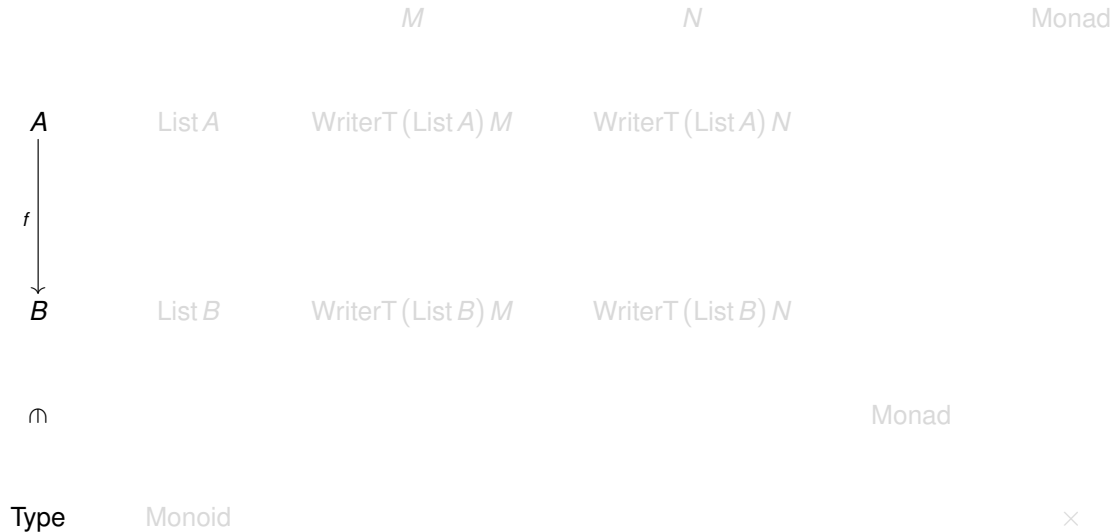 M N Monad
A List A WriterT (List A) M WriterT (List A) N
f
B List B WriterT (List B) M WriterT (List B) N
⋒ Monad
Type Monoid ×